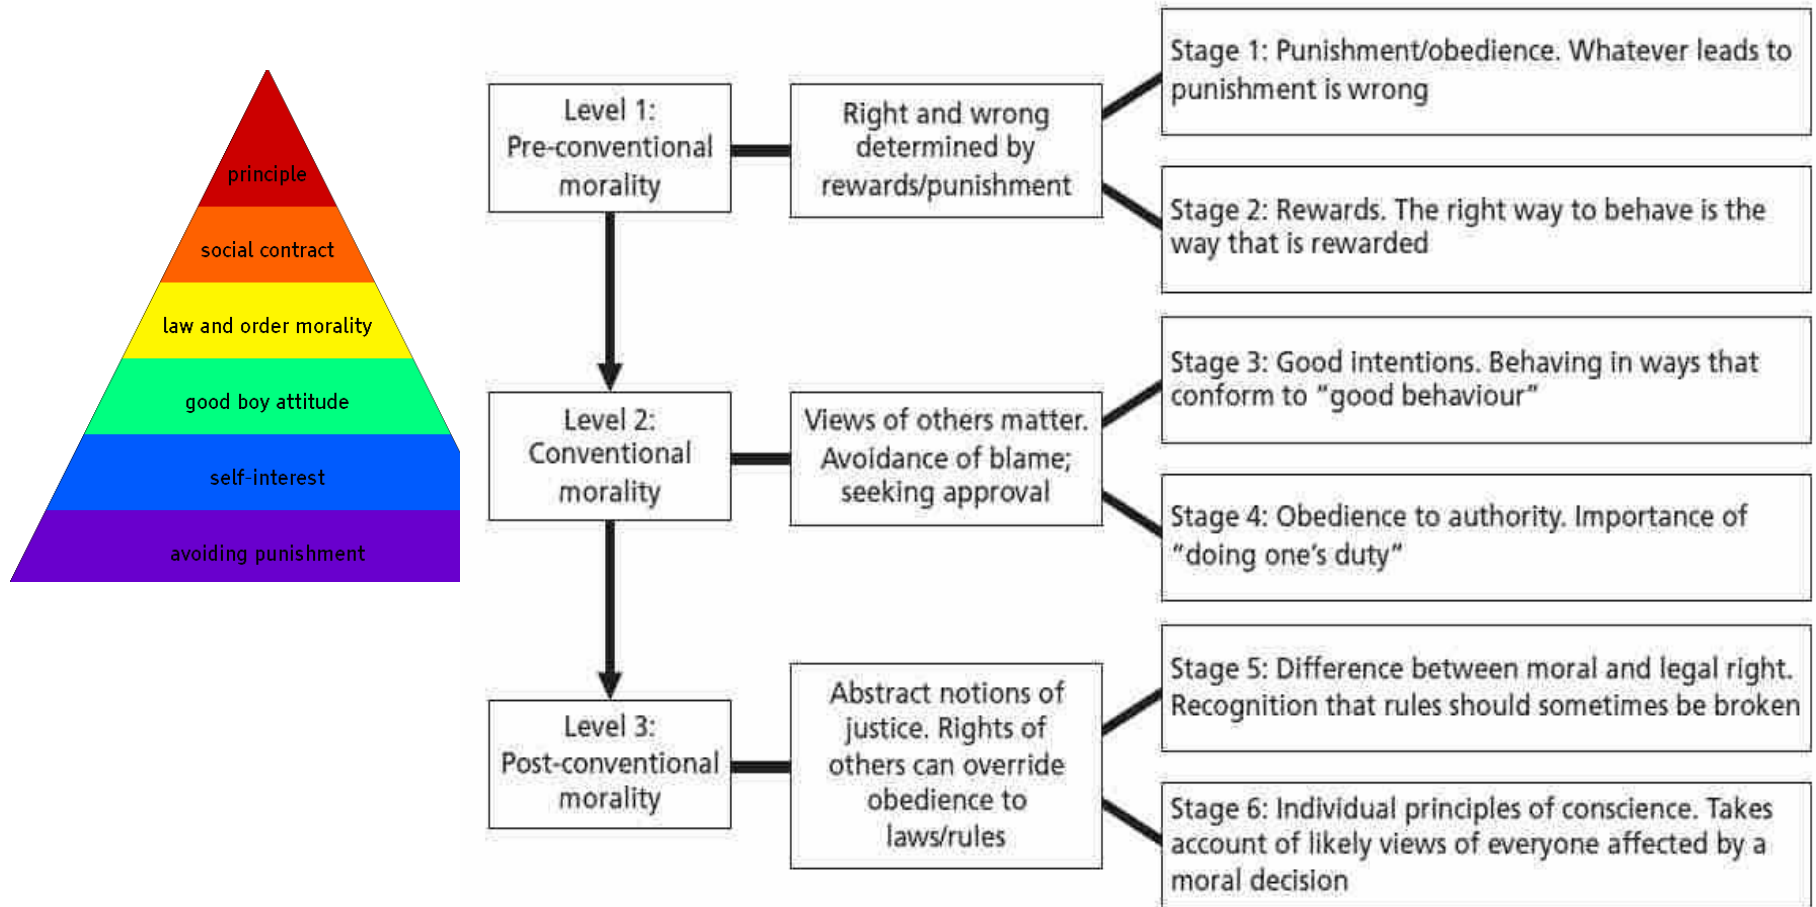 principle
social contract
law and order morality
good boy attitude
self-interest
avoiding punishment
Level 1:
Pre-conventional
morality
Right and wrong
determined by
rewards/punishment
Stage 1: Punishment/obedience. Whatever leads to
punishment is wrong
Stage 2: Rewards. The right way to behave is the
way that is rewarded
Level 2:
Conventional
morality
Views of others matter.
Avoidance of blame;
seeking approval
Stage 3: Good intentions. Behaving in ways that
conform to “good behaviour”
Stage 4: Obedience to authority. Importance of
“doing one’s duty”
Level 3:
Post-conventional
morality
Abstract notions of
justice. Rights of
others can override
obedience to
laws/rules
Stage 5: Difference between moral and legal right.
Recognition that rules should sometimes be broken
Stage 6: Individual principles of conscience. Takes
account of likely views of everyone affected by a
moral decision